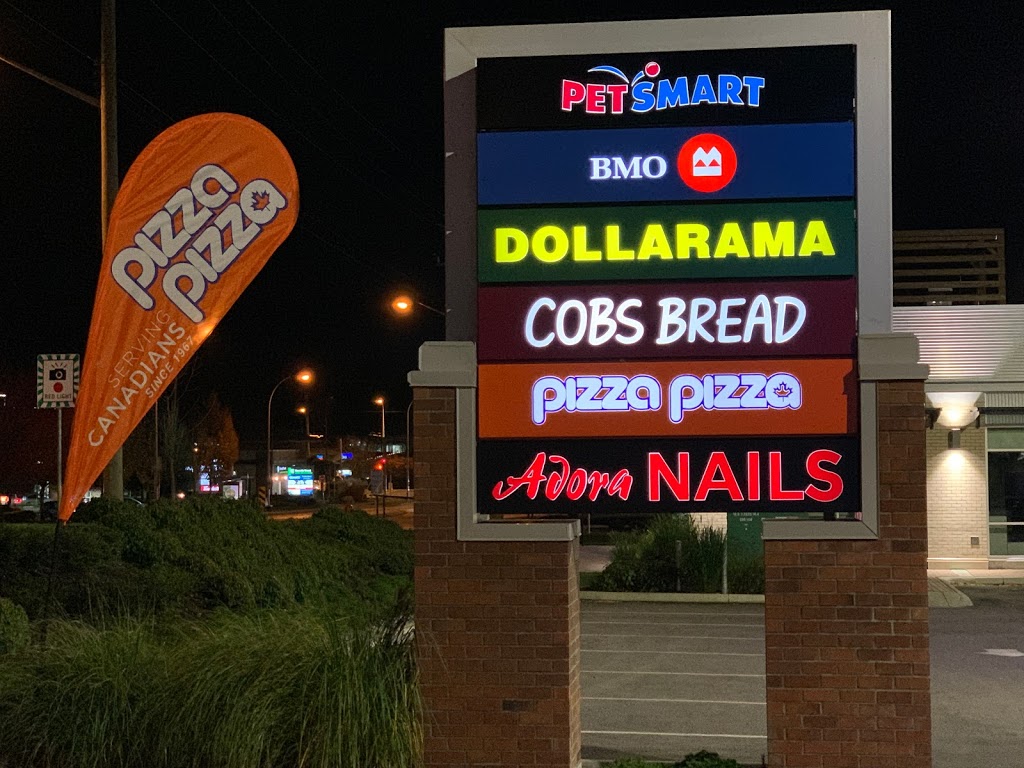 PETSMART
BMO
DOLLARAMA
COBS BREAD
pizza pizza
Adora NAILS
pizza
pizza
SERVING
CANADIANS
SINCE 1967
RED LIGHT